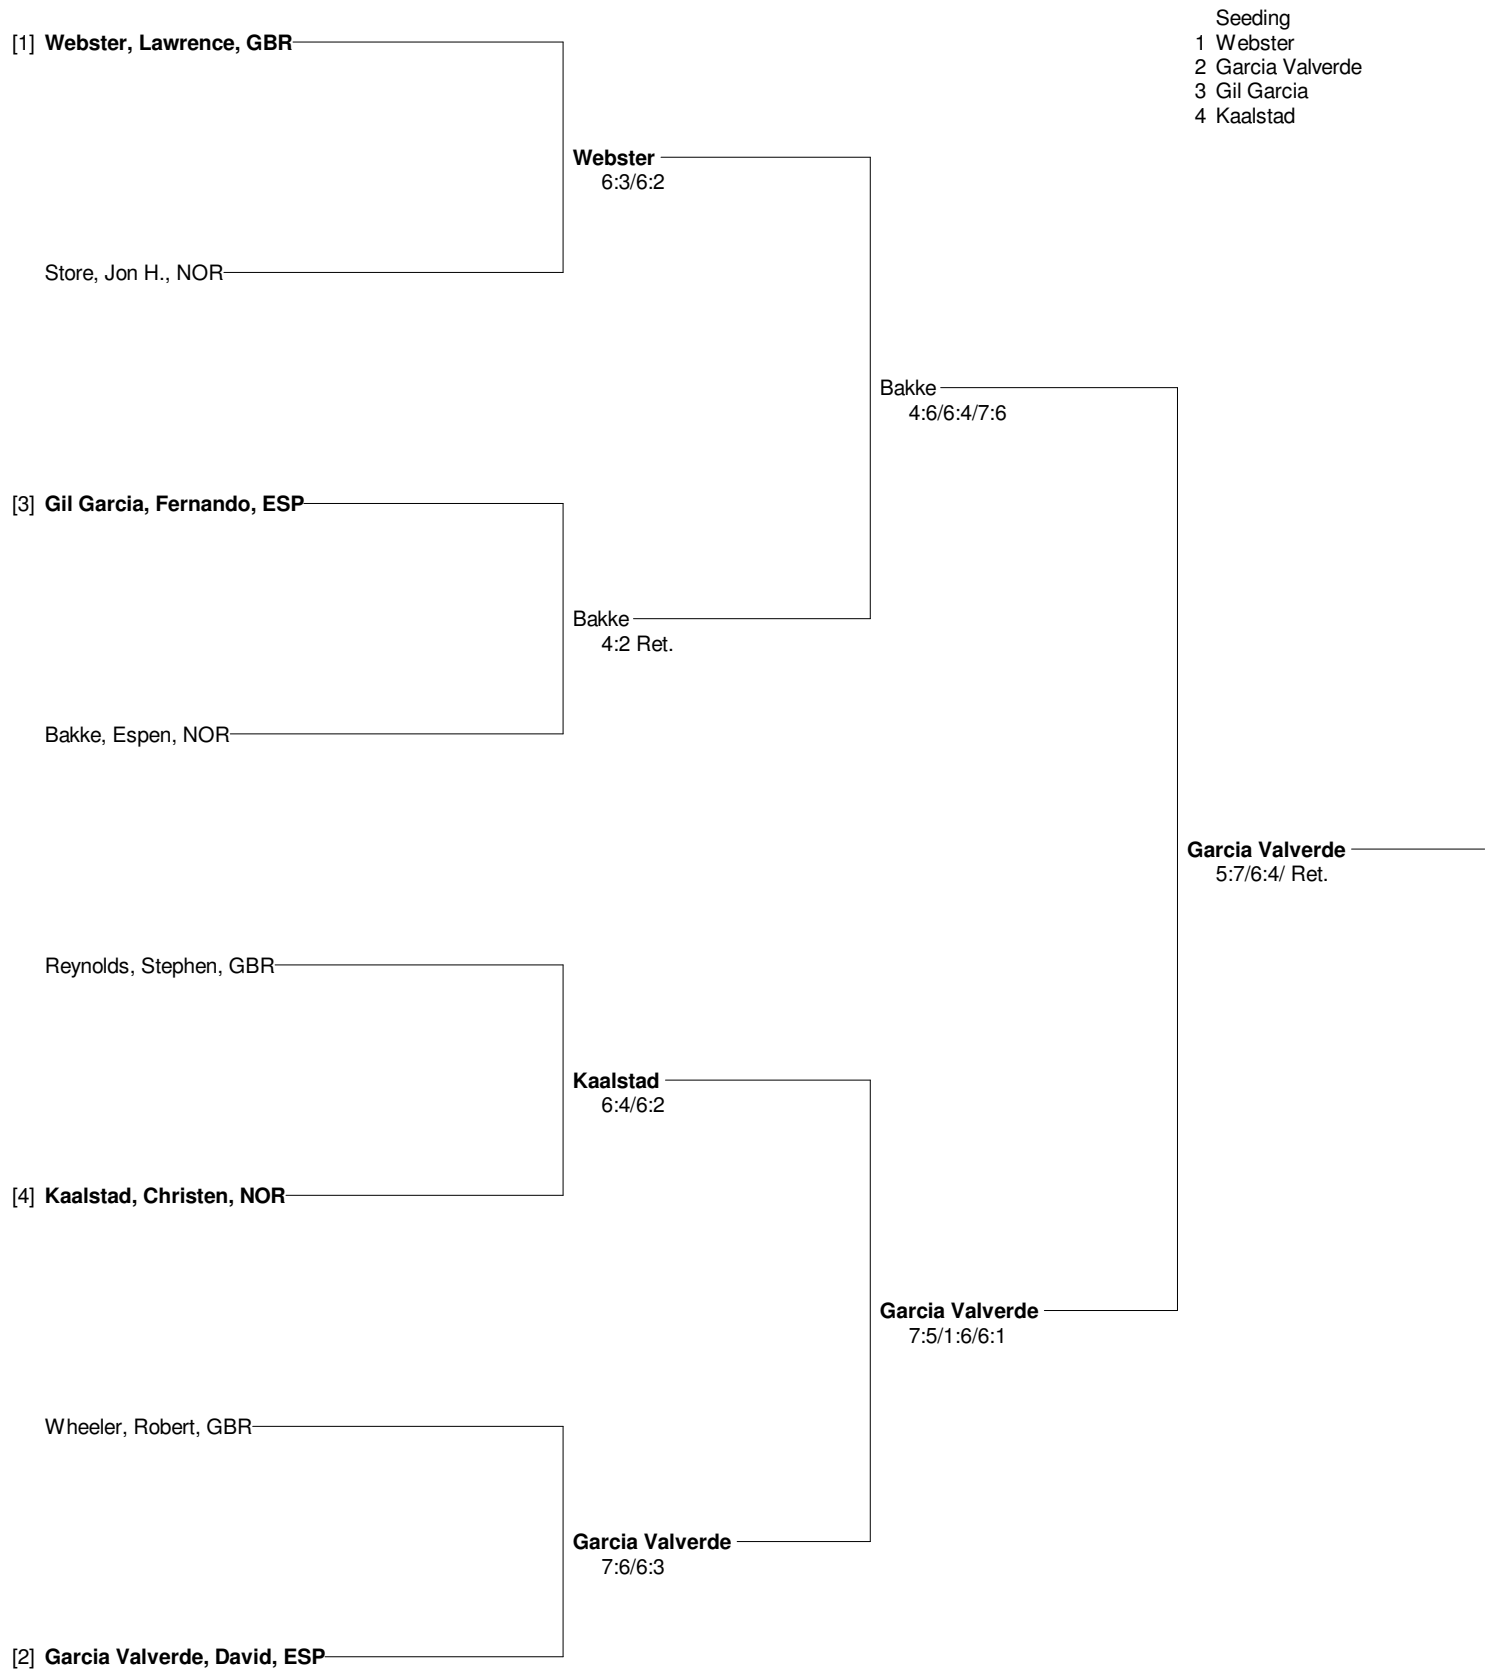 Seeding
1 Webster
2 Garcia Valverde
3 Gil Garcia
4 Kaalstad
[1] Webster, Lawrence, GBR
Webster
6:3/6:2
Store, Jon H., NOR
Bakke
4:6/6:4/7:6
[3] Gil Garcia, Fernando, ESP
Bakke
4:2 Ret.
Bakke, Espen, NOR
Garcia Valverde
5:7/6:4/ Ret.
Reynolds, Stephen, GBR
Kaalstad
6:4/6:2
[4] Kaalstad, Christen, NOR
Garcia Valverde
7:5/1:6/6:1
Wheeler, Robert, GBR
Garcia Valverde
7:6/6:3
[2] Garcia Valverde, David, ESP